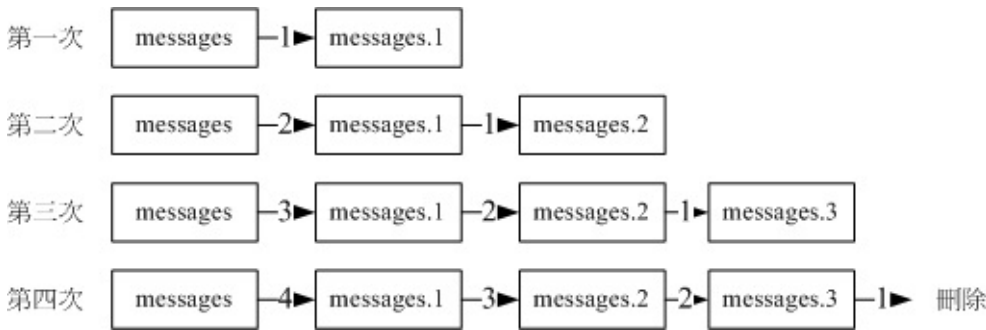 第一次 messages 1 messages.1
第二次 messages 2 messages.1 1 messages.2
第三次 messages 3 messages.1 2 messages.2 1 messages.3
第四次 messages 4 messages.1 3 messages.2 2 messages.3 1 刪除